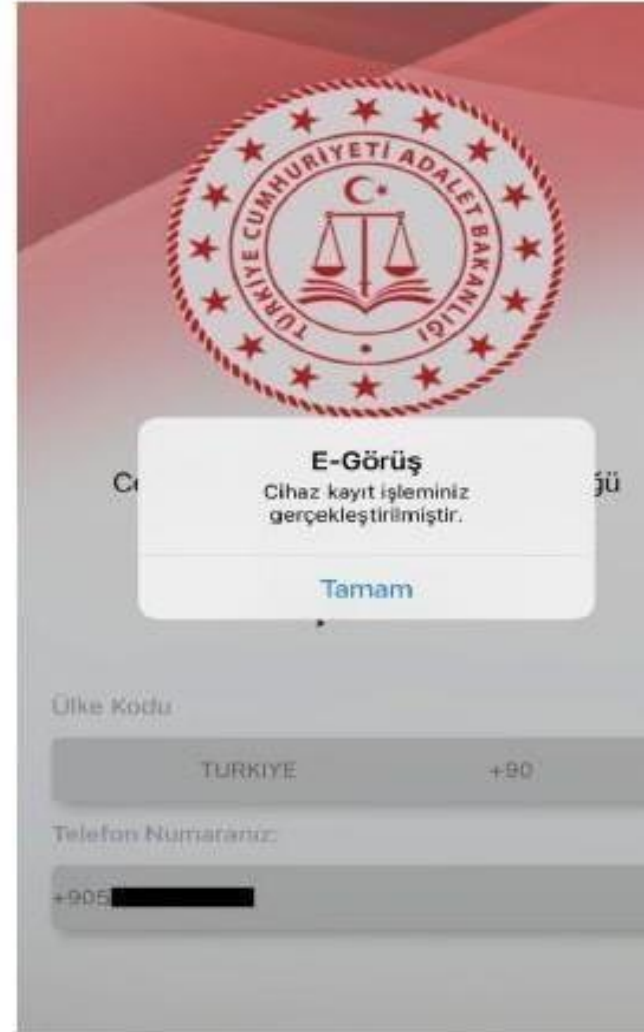 TÜRKİYE CUMHURİYETİ ADALET BAKANLIĞI
E-Görüş
Cihaz kayıt işleminiz
gerçekleştirilmiştir.
Tamam
Ülke Kodu
TURKIYE +90
Telefon Numaranız:
+905